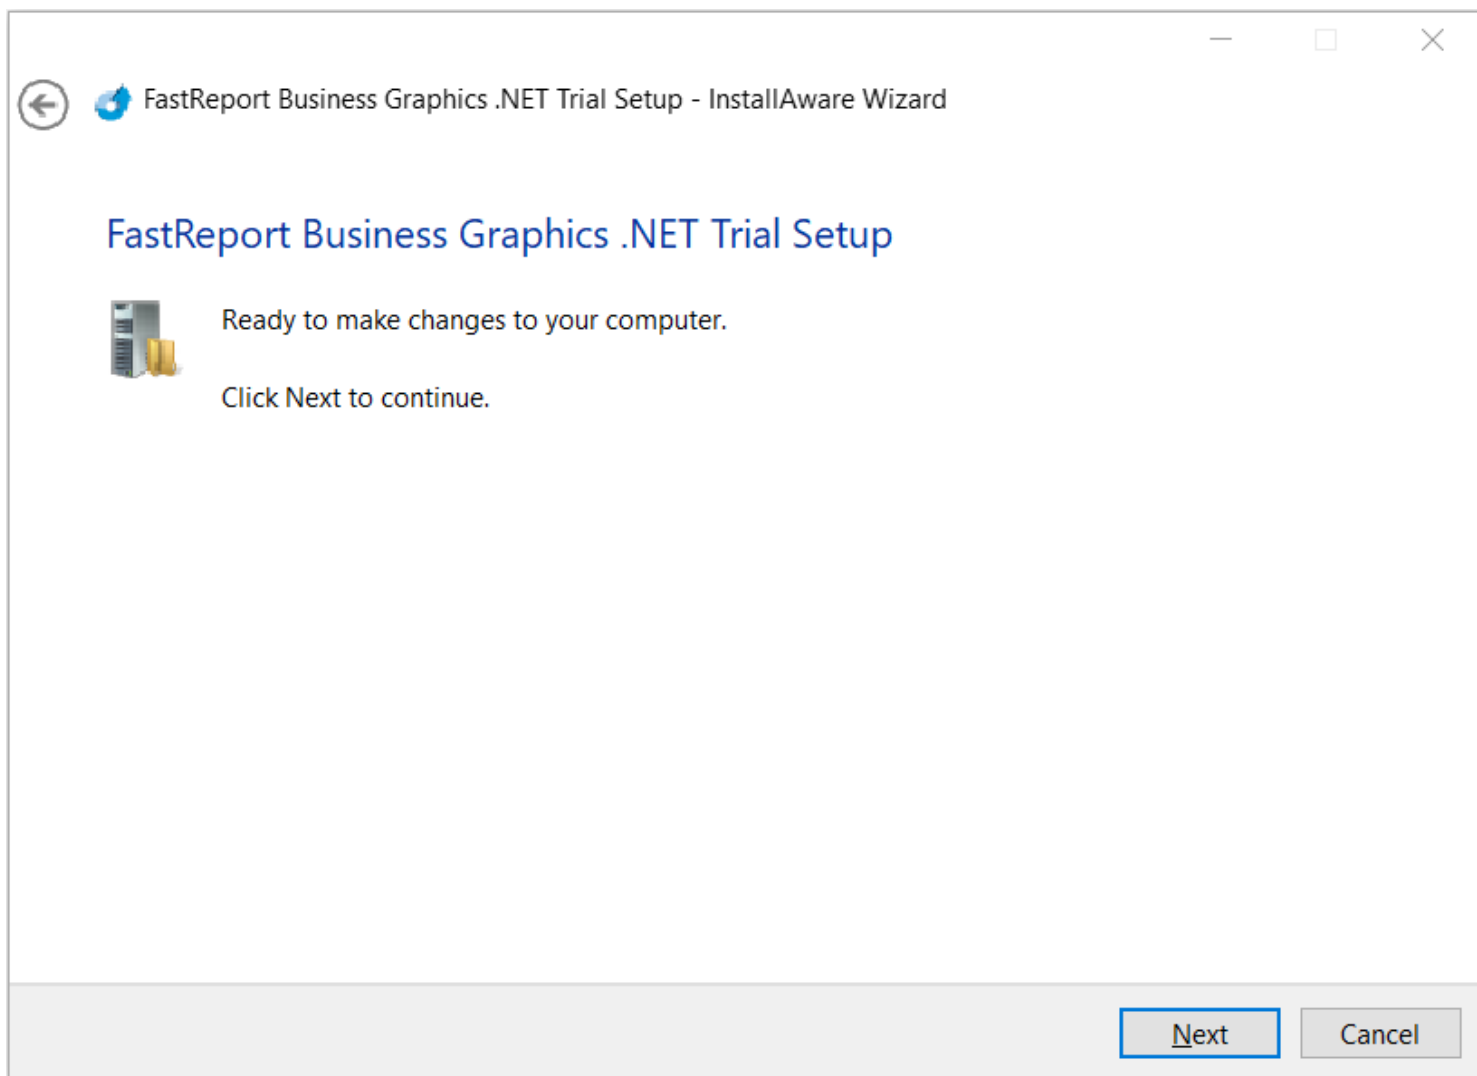 FastReport Business Graphics .NET Trial Setup - InstallAware Wizard
FastReport Business Graphics .NET Trial Setup
Ready to make changes to your computer.
Click Next to continue.
Next
Cancel